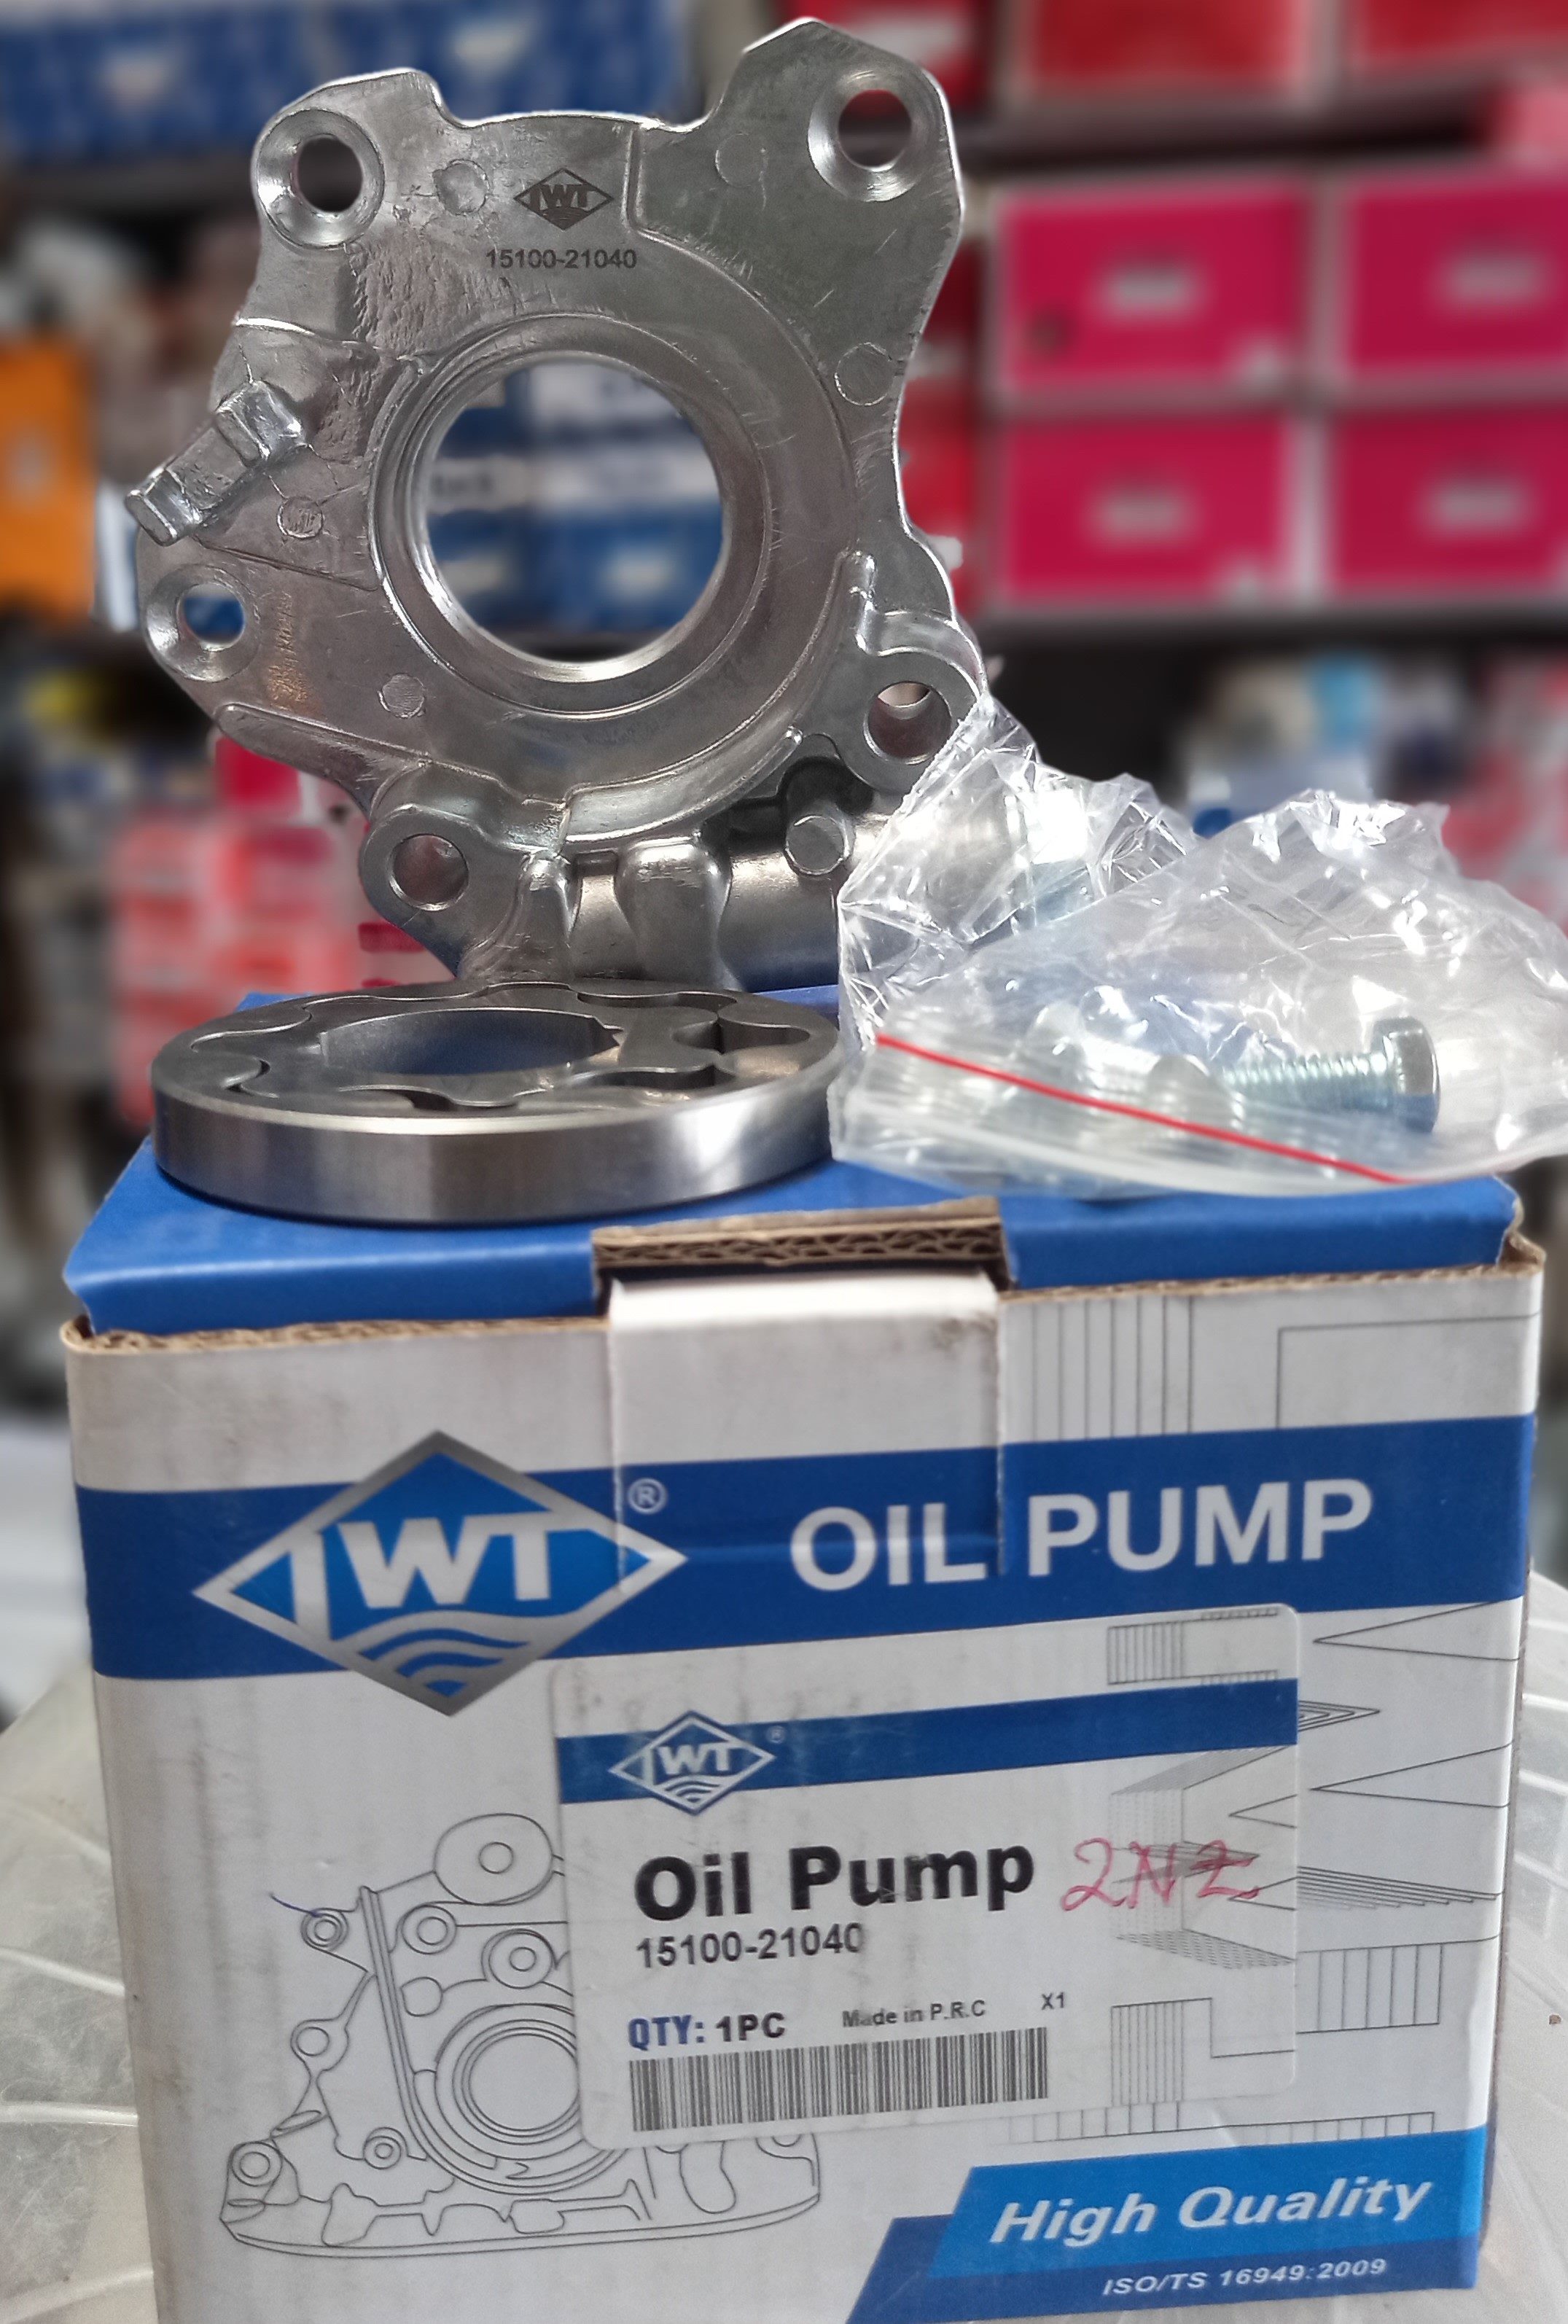 IWT
15100-21040
IWT ®
OIL PUMP
IWT ®
Oil Pump 2NZ
15100-21040
QTY: 1PC Made in P.R.C X1
High Quality
ISO/TS 16949:2009